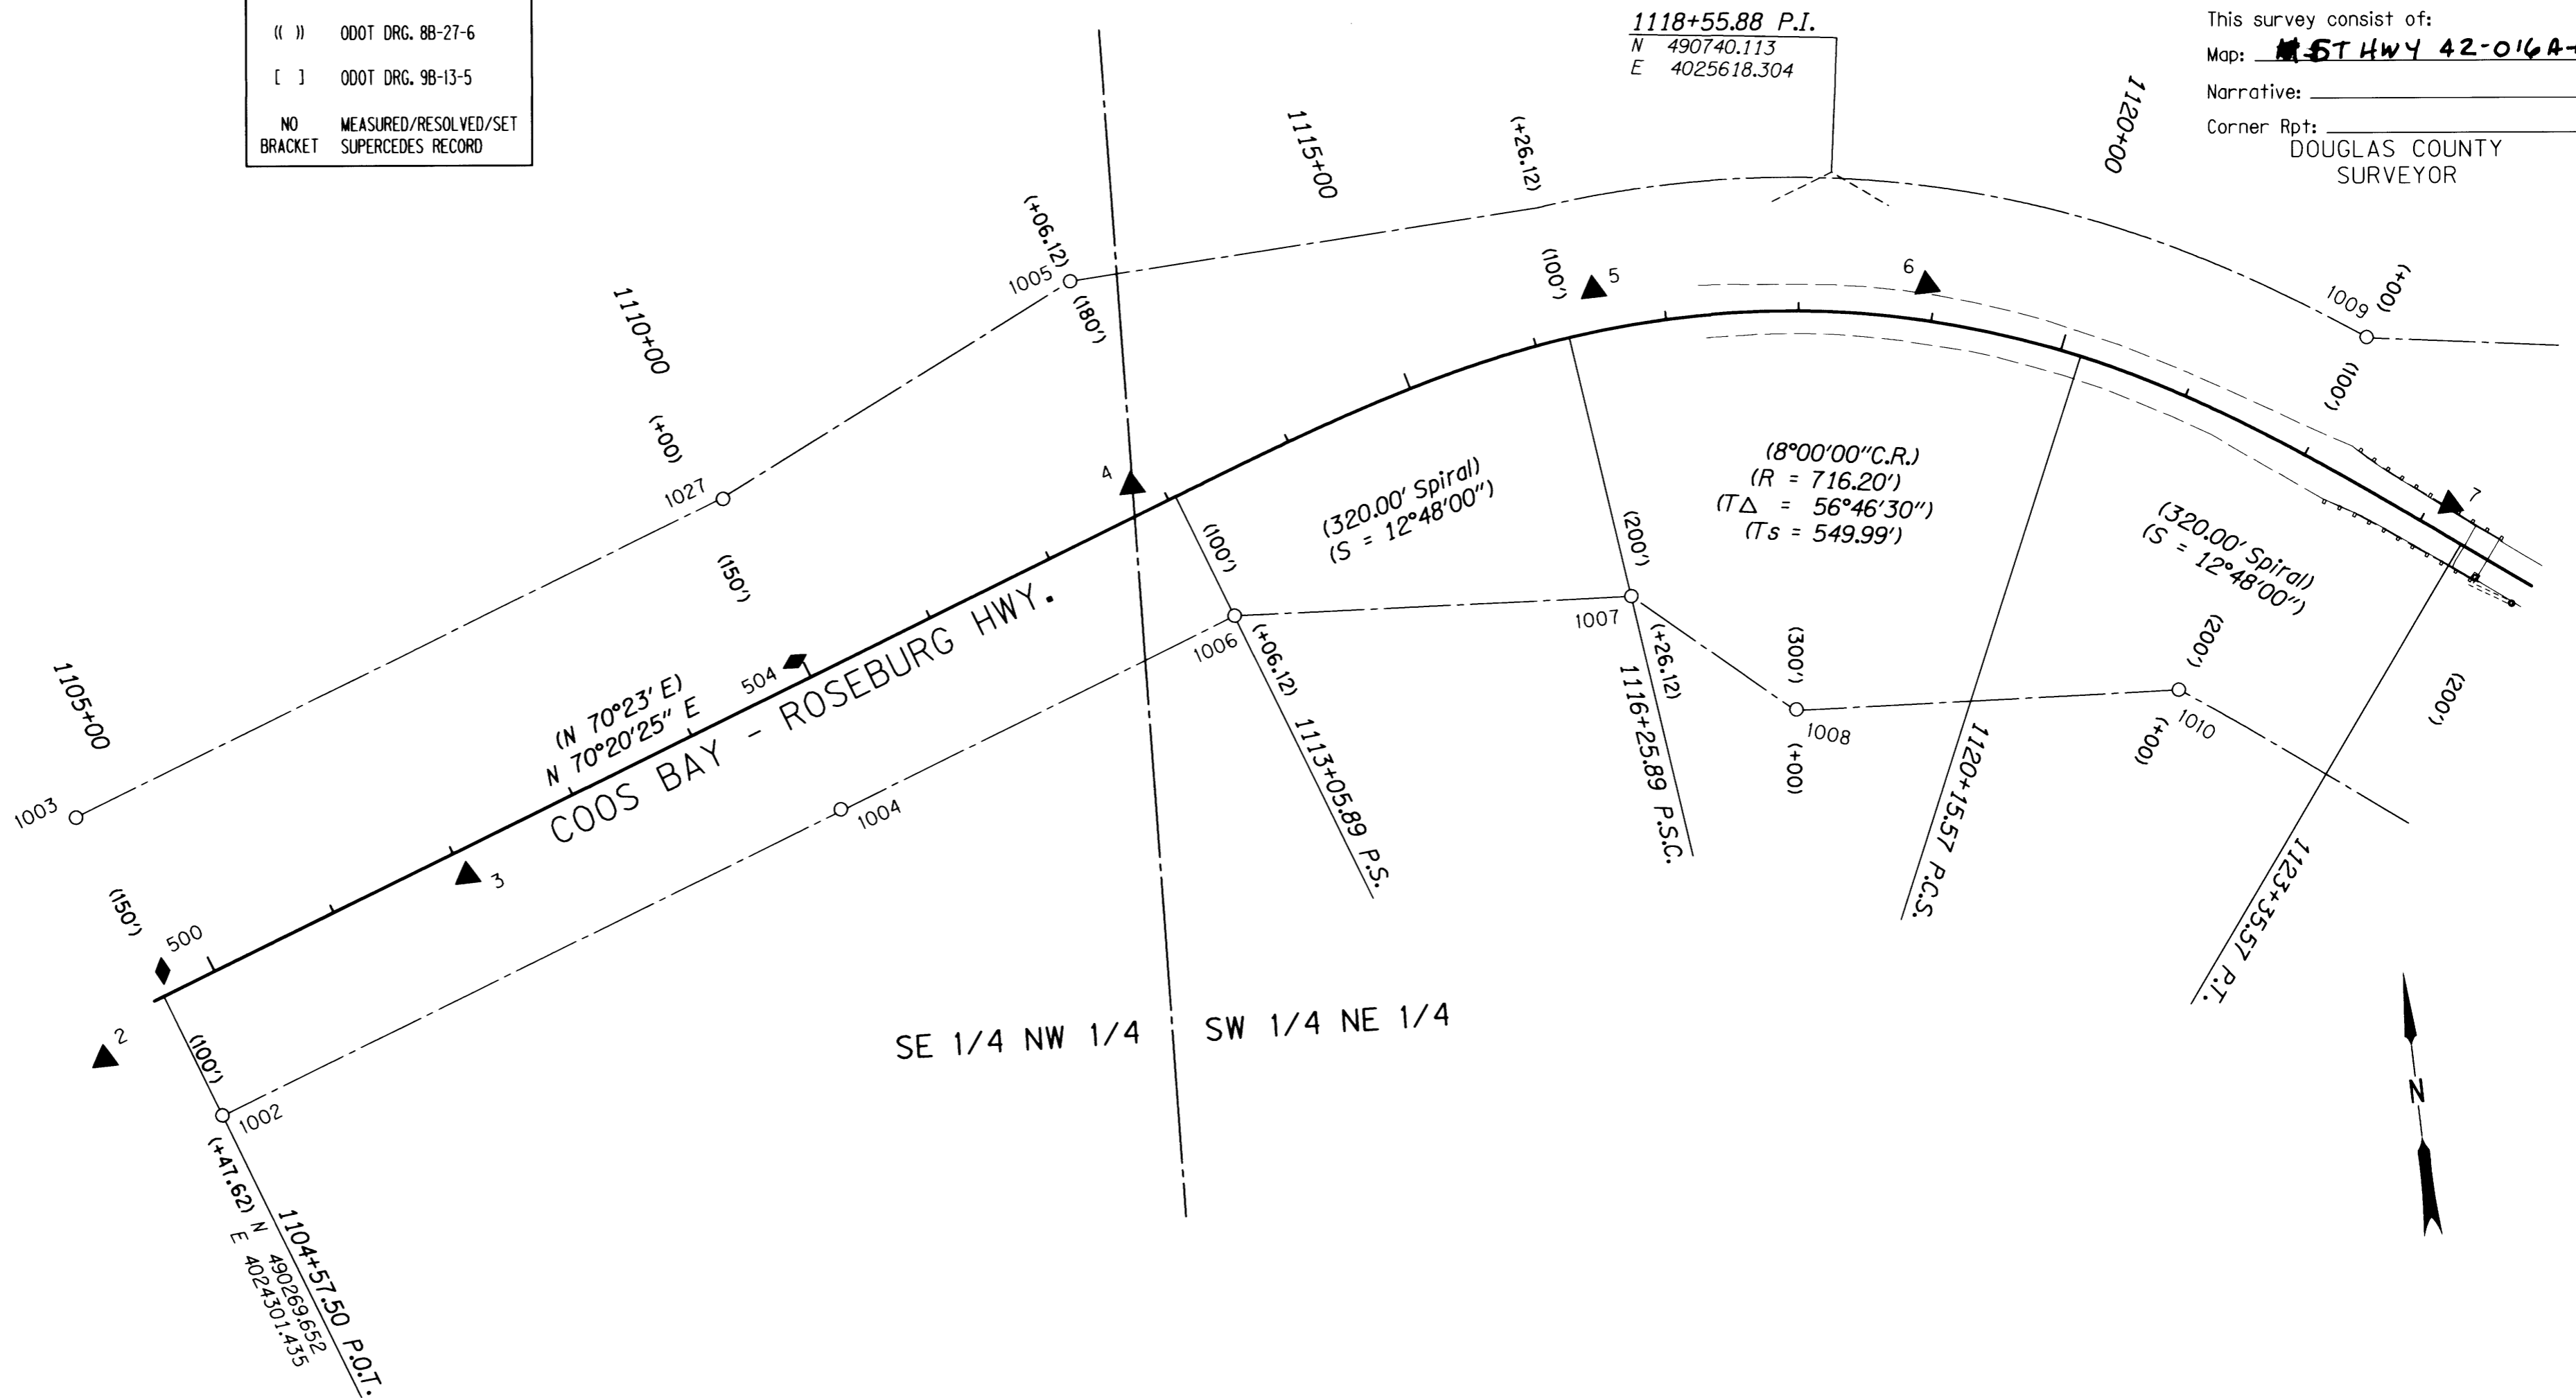 (( )) ODOT DRG. 8B-27-6
[ ] ODOT DRG. 9B-13-5
NO BRACKET MEASURED/RESOLVED/SET
SUPERCEDES RECORD
1118+55.88 P.I.
N 490740.113
E 4025618.304
This survey consist of:
Map: ST HWY 42-016A
Narrative:
Corner Rpt:
DOUGLAS COUNTY
SURVEYOR
1105+00
1110+00
1115+00
1120+00
(+26.12)
(+06.12)
1005
(180')
(100')
5
6
1009
(+00)
(100')
(+00)
1027
(150')
4
(100')
(320.00' Spiral)
(S = 12°48'00")
(200')
(8°00'00"C.R.)
(R = 716.20')
(T∆ = 56°46'30")
(Ts = 549.99')
(320.00' Spiral)
(S = 12°48'00")
7
1003
(N 70°23' E)
N 70°20'25" E
504
COOS BAY - ROSEBURG HWY.
1004
1006
(+06.12)
1113+05.89 P.S.
1007
(+26.12)
1116+25.89 P.S.C.
(300')
1008
(+00)
1120+15.57 P.C.S.
(200')
1010
(+00)
(200')
1123+35.57 P.T.
3
(150')
500
2
(100')
1002
(+47.62)
1104+57.50 P.O.T.
N 490269.652
E 4024301.435
SE 1/4 NW 1/4
SW 1/4 NE 1/4
N